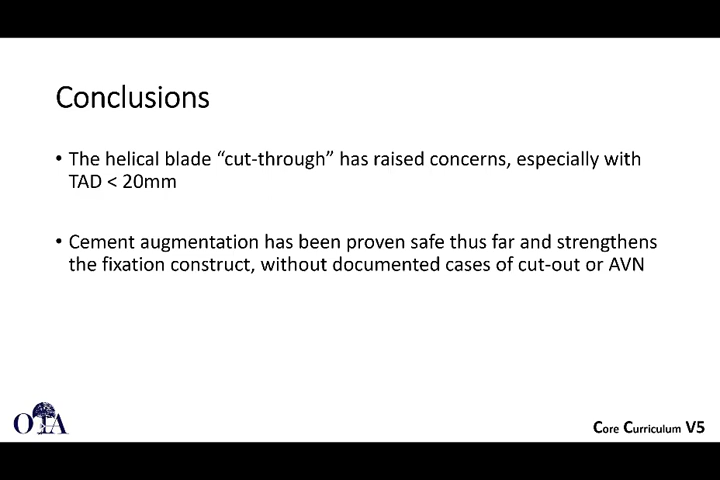 Conclusions
• The helical blade “cut-through” has raised concerns, especially with
TAD < 20mm
• Cement augmentation has been proven safe thus far and strengthens
the fixation construct, without documented cases of cut-out or AVN
OTA
Core Curriculum V5